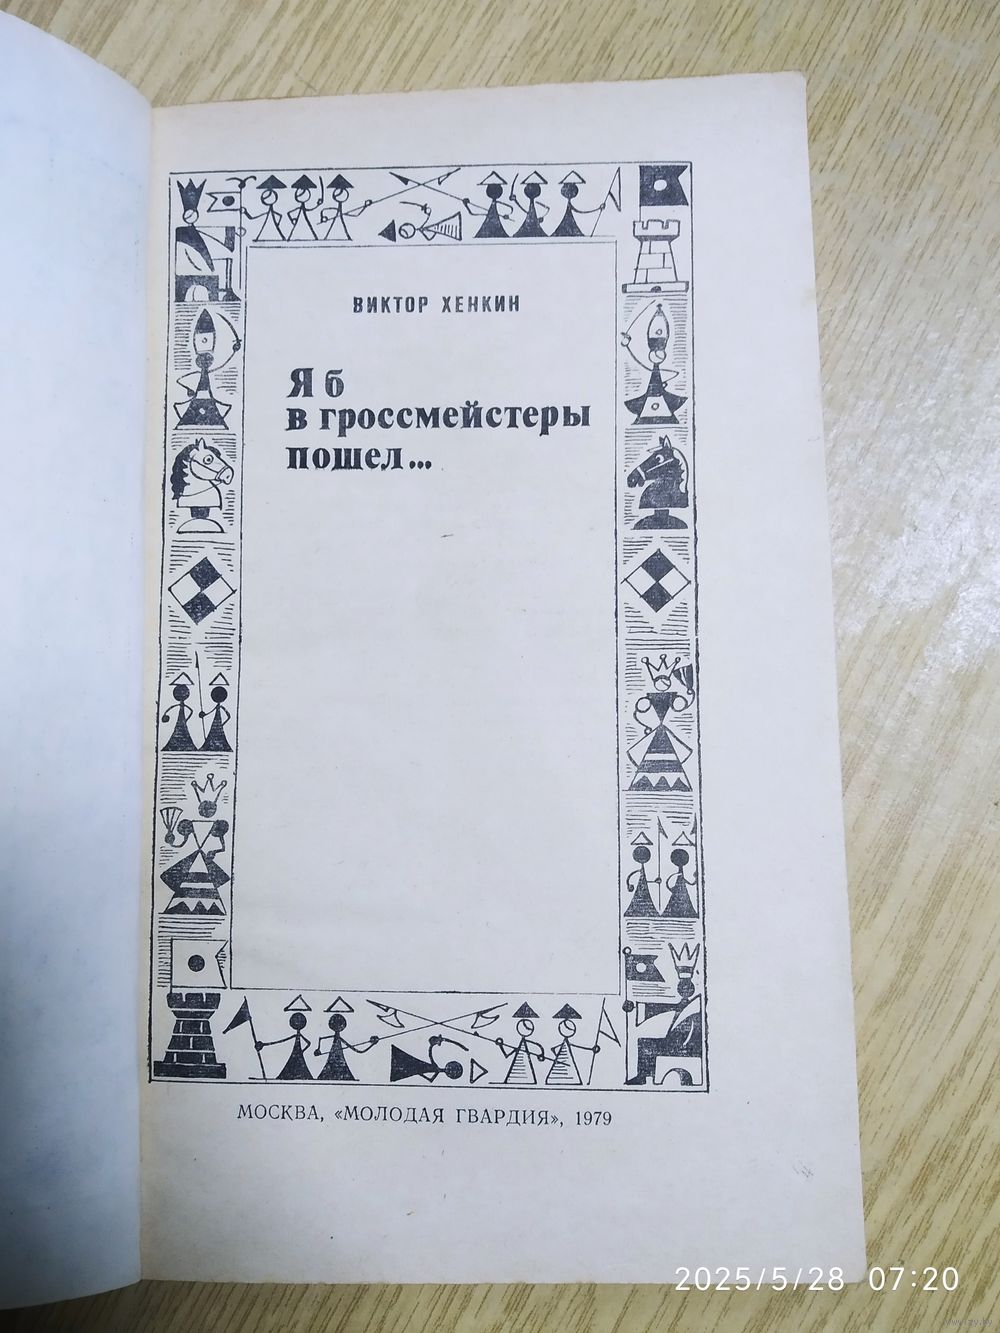 ВИКТОР ХЕНКИН
Я б
в гроссмейстеры
пошел...
МОСКВА, «МОЛОДАЯ ГВАРДИЯ», 1979
2025/5/28 07:20